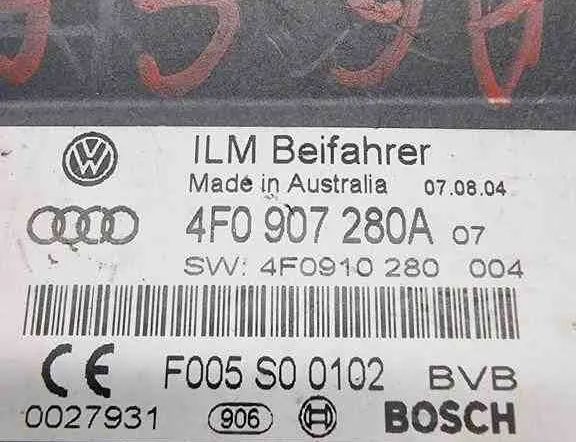 ILM Beifahrer
Made in Australia 07.08.04
4F0 907 280A 07
SW: 4F0910 280 004
CE F005 S0 0102 BVB
0027931 906 BOSCH